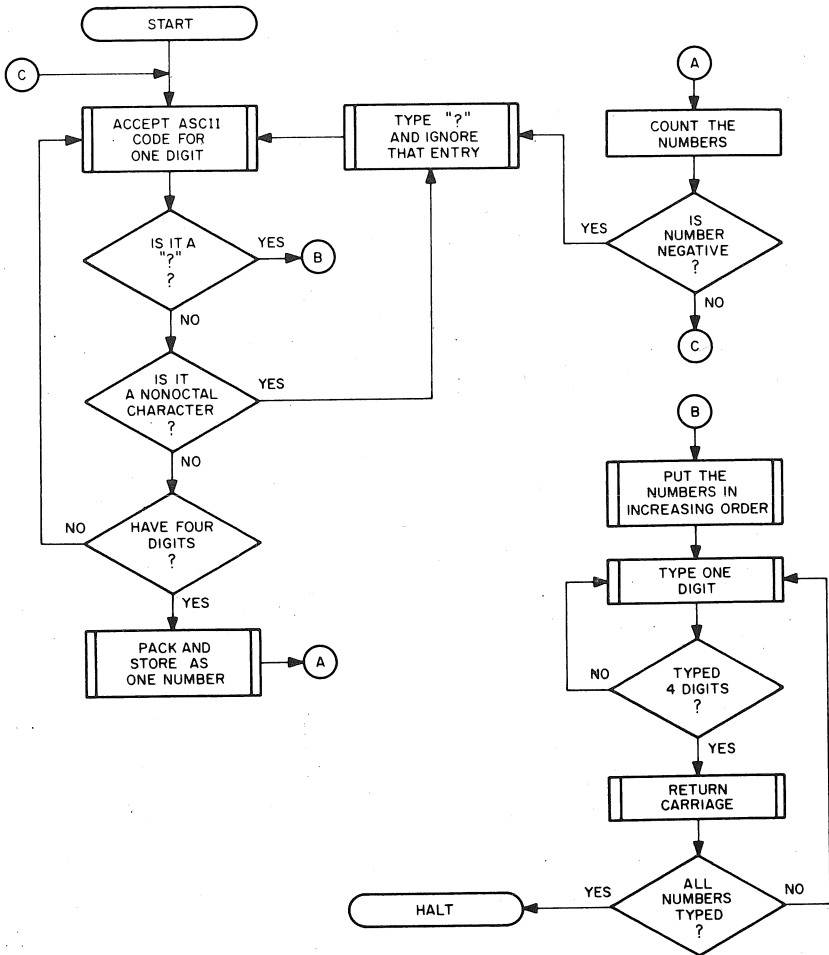 START
C
ACCEPT ASCII
CODE FOR
ONE DIGIT
TYPE "?"
AND IGNORE
THAT ENTRY
IS IT A
"?"
?
YES
B
NO
IS IT
A NONOCTAL
CHARACTER
?
YES
NO
HAVE FOUR
DIGITS
?
NO
YES
PACK AND
STORE AS
ONE NUMBER
A
A
COUNT THE
NUMBERS
IS
NUMBER
NEGATIVE
?
YES
NO
C
B
PUT THE
NUMBERS IN
INCREASING ORDER
TYPE ONE
DIGIT
TYPED
4 DIGITS
?
NO
YES
RETURN
CARRIAGE
ALL
NUMBERS
TYPED
?
YES
NO
HALT